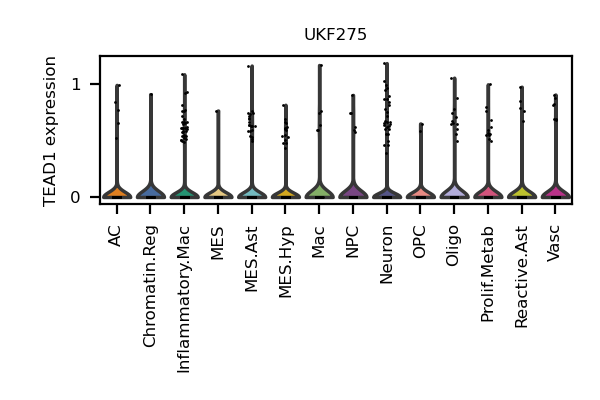 UKF275
TEAD1 expression
1
0
AC
Chromatin.Reg
Inflammatory.Mac
MES
MES.Ast
MES.Hyp
Mac
NPC
Neuron
OPC
Oligo
Prolif.Metab
Reactive.Ast
Vasc